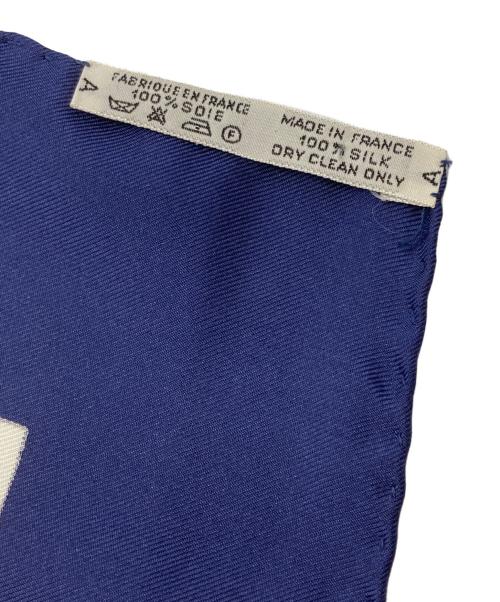 A
FABRIQUE EN FRANCE
100% SOIE
F
MADE IN FRANCE
100% SILK
DRY CLEAN ONLY
A